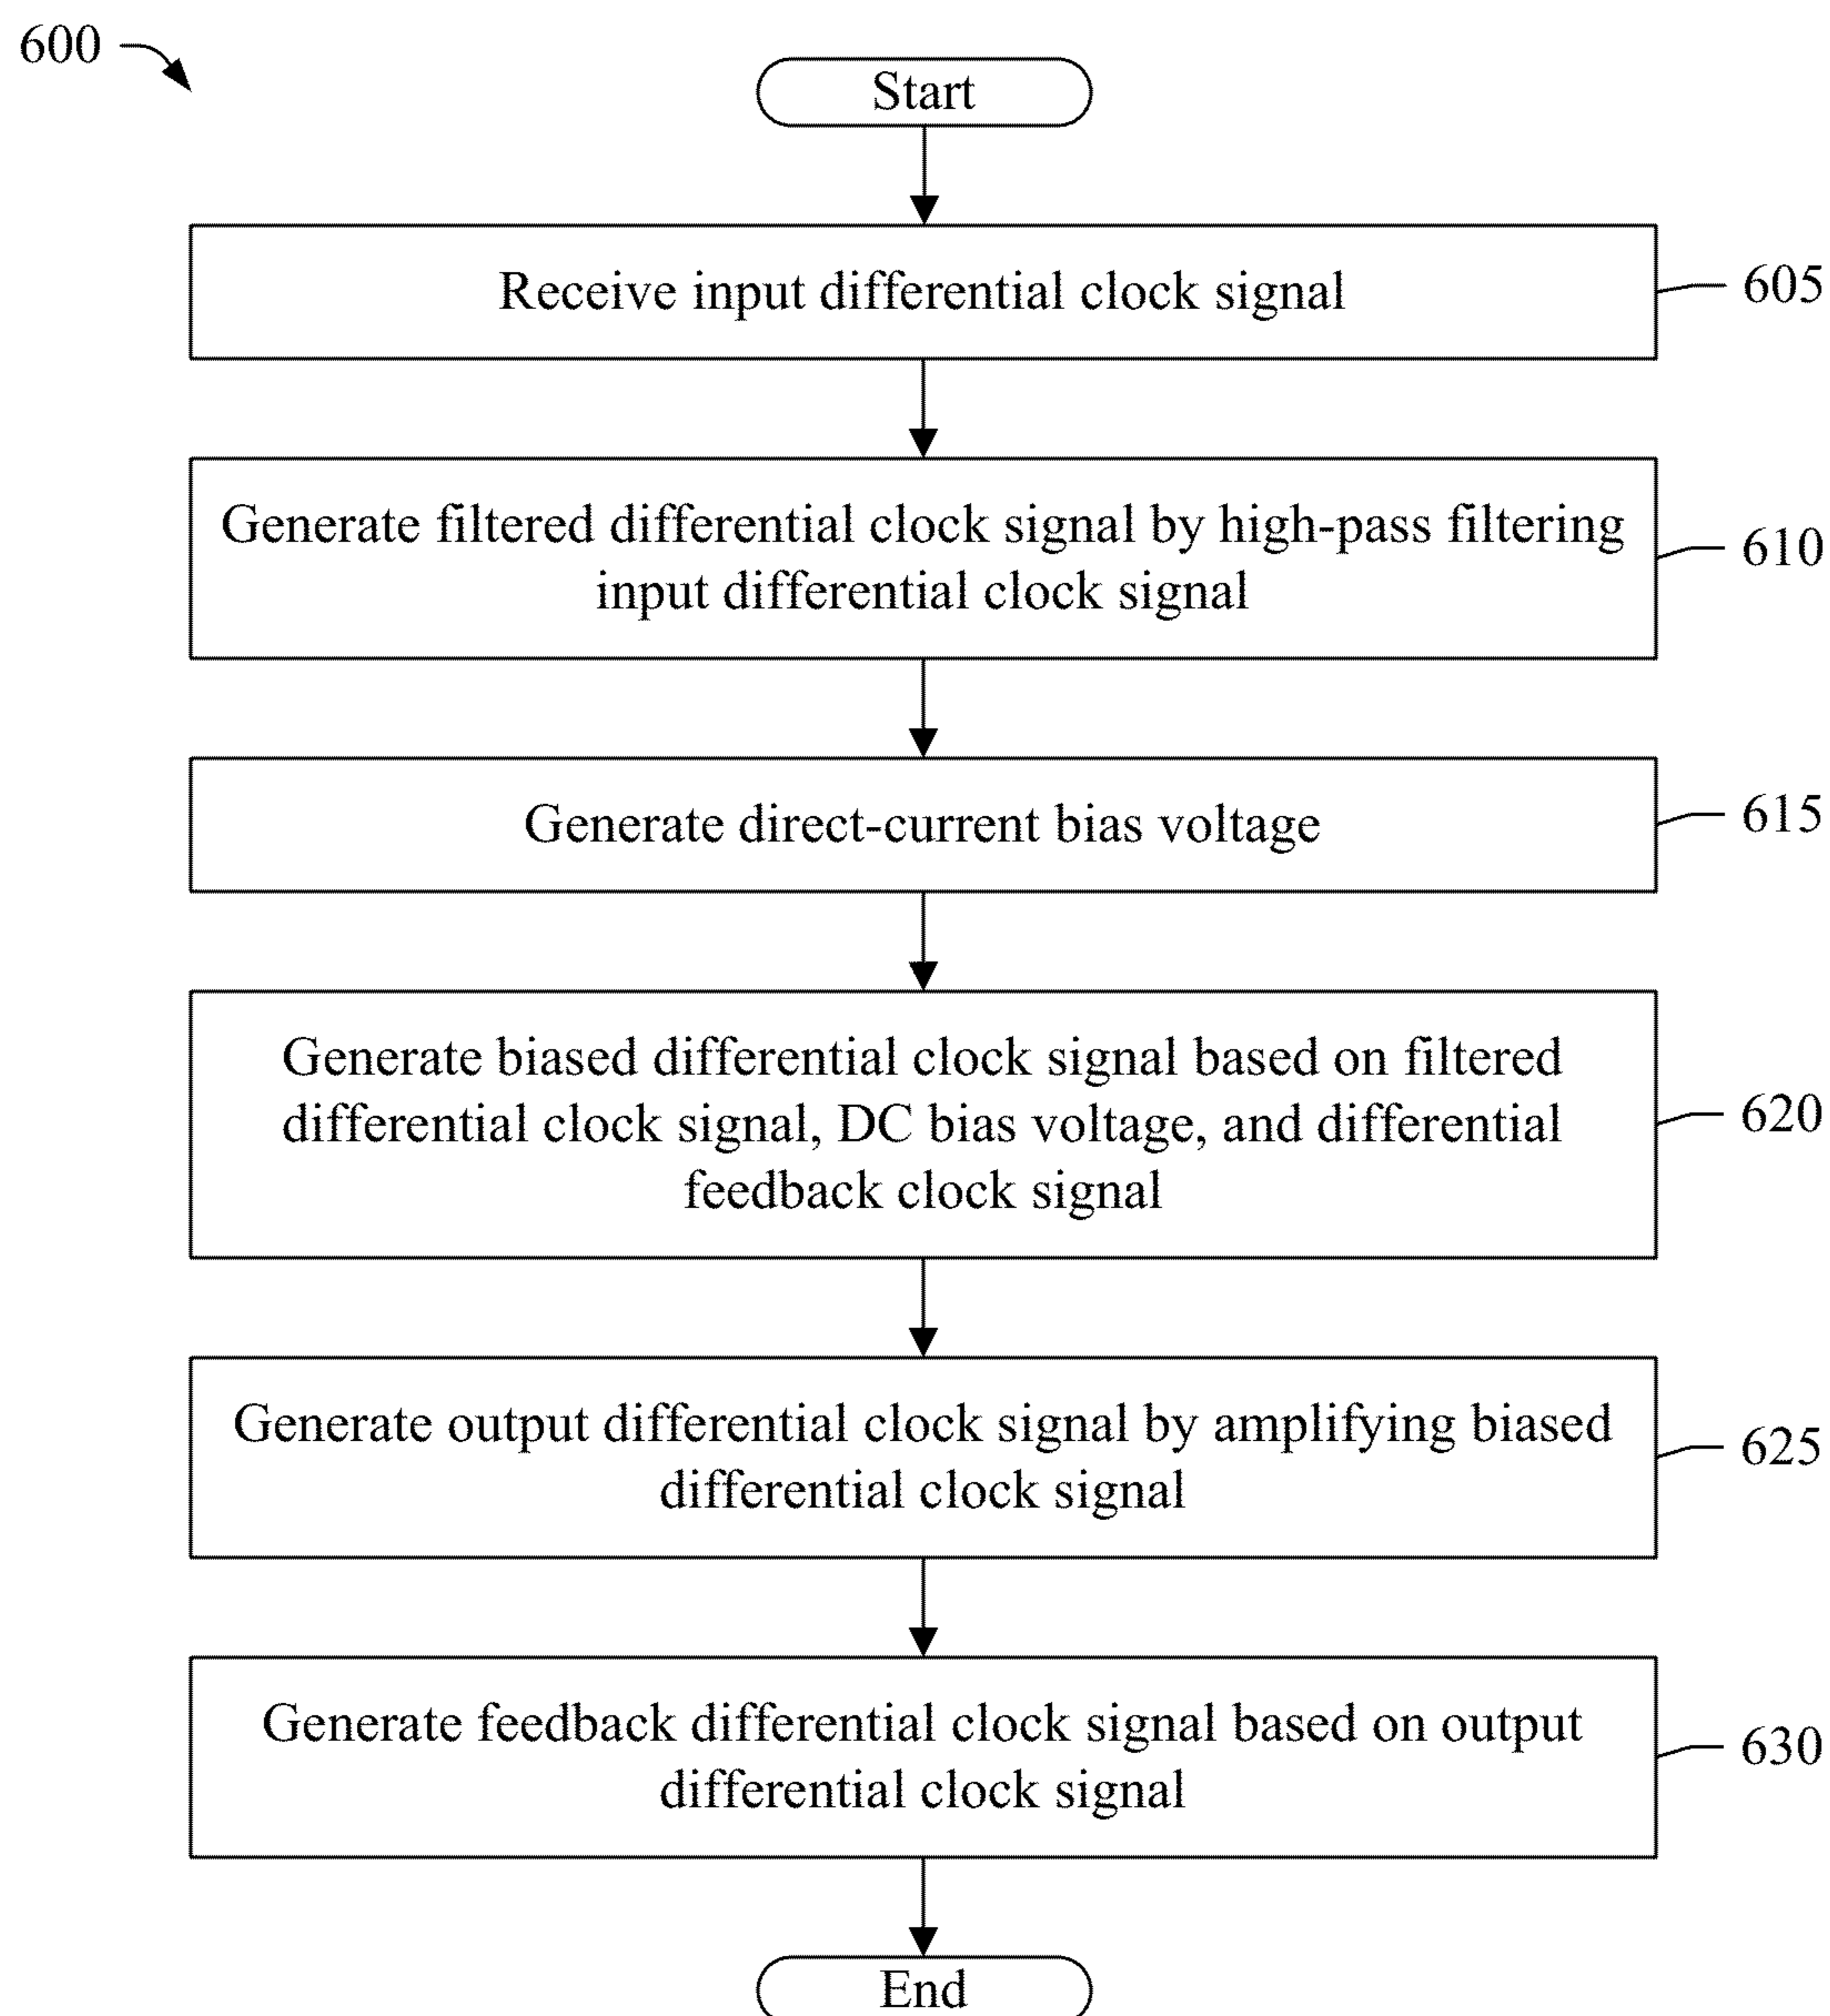 600
Start
Receive input differential clock signal
605
Generate filtered differential clock signal by high-pass filtering
input differential clock signal
610
Generate direct-current bias voltage
615
Generate biased differential clock signal based on filtered
differential clock signal, DC bias voltage, and differential
feedback clock signal
620
Generate output differential clock signal by amplifying biased
differential clock signal
625
Generate feedback differential clock signal based on output
differential clock signal
630
End